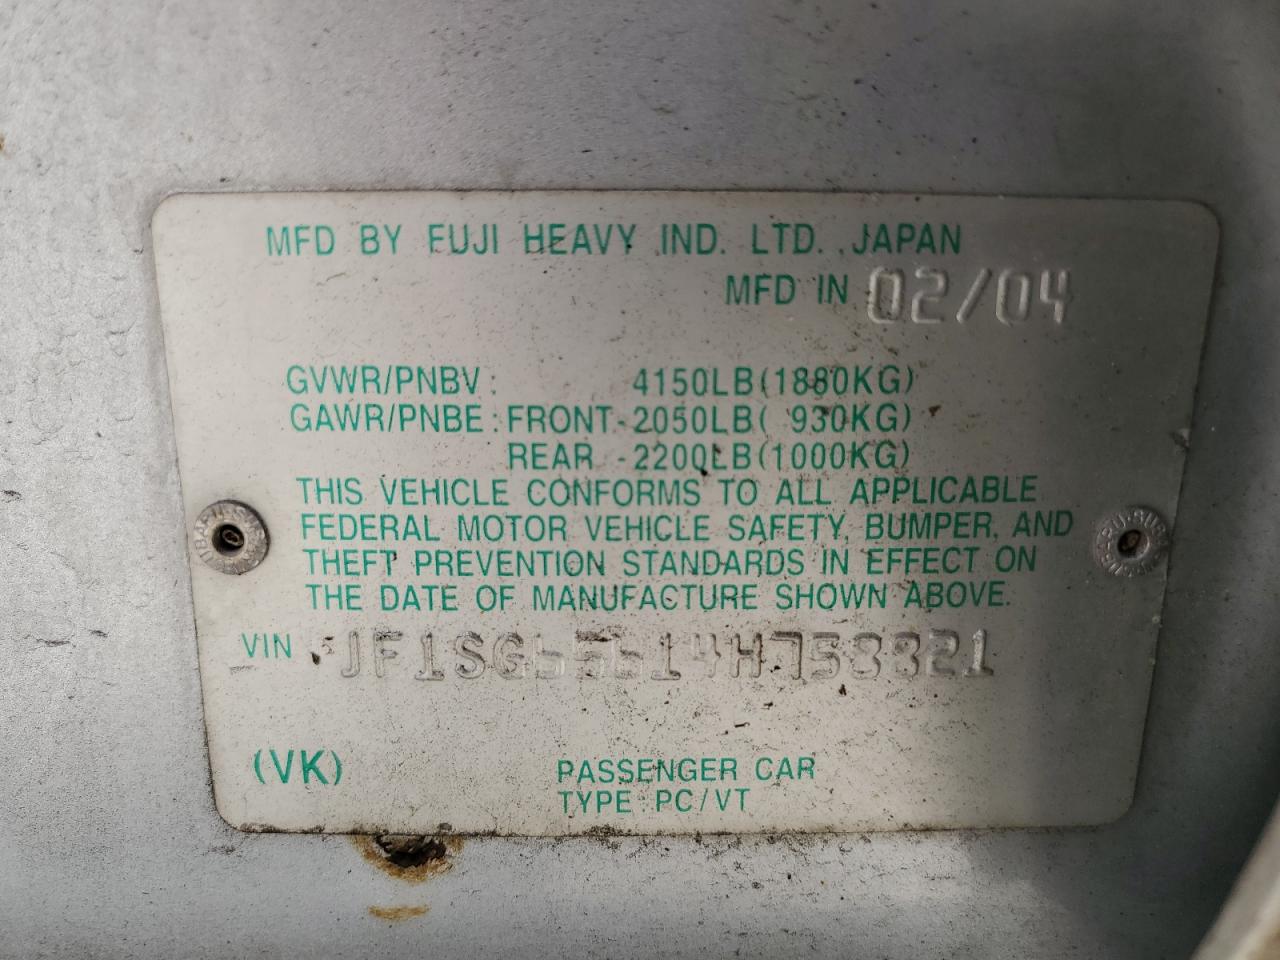 MFD BY FUJI HEAVY IND. LTD. JAPAN
MFD IN 02/04
GVWR/PNBV: 4150LB(1880KG)
GAWR/PNBE: FRONT-2050LB( 930KG)
REAR -2200LB(1000KG)
THIS VEHICLE CONFORMS TO ALL APPLICABLE
FEDERAL MOTOR VEHICLE SAFETY, BUMPER, AND
THEFT PREVENTION STANDARDS IN EFFECT ON
THE DATE OF MANUFACTURE SHOWN ABOVE.
VIN JF1SG65614H758821
(VK) PASSENGER CAR
TYPE: PC/VT